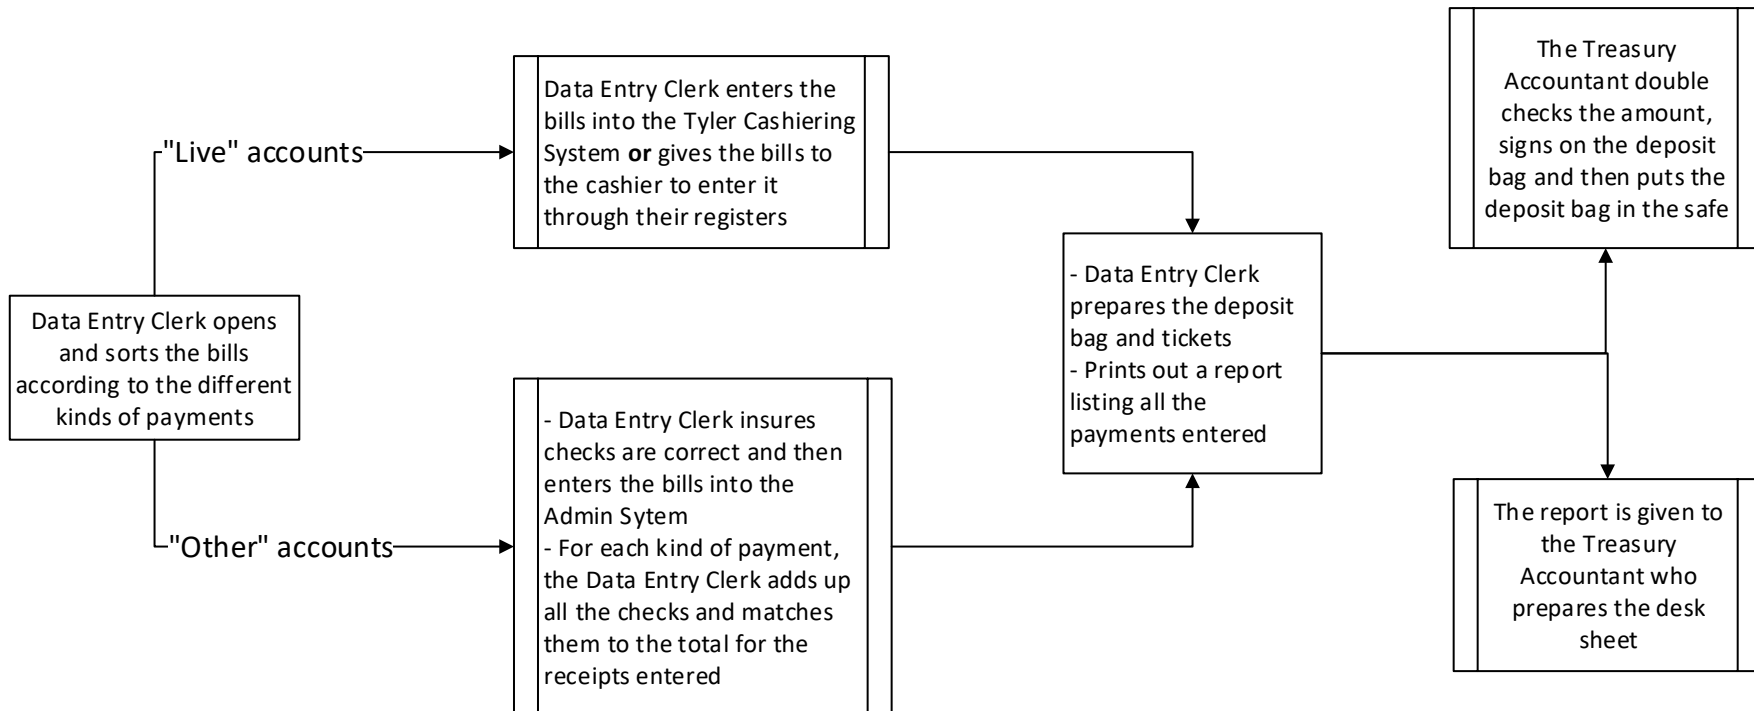 Data Entry Clerk opens
and sorts the bills
according to the different
kinds of payments
"Live" accounts
"Other" accounts
Data Entry Clerk enters the
bills into the Tyler Cashiering
System or gives the bills to
the cashier to enter it
through their registers
- Data Entry Clerk insures
checks are correct and then
enters the bills into the
Admin Sytem
- For each kind of payment,
the Data Entry Clerk adds up
all the checks and matches
them to the total for the
receipts entered
- Data Entry Clerk
prepares the deposit
bag and tickets
- Prints out a report
listing all the
payments entered
The Treasury
Accountant double
checks the amount,
signs on the deposit
bag and then puts the
deposit bag in the safe
The report is given to
the Treasury
Accountant who
prepares the desk
sheet